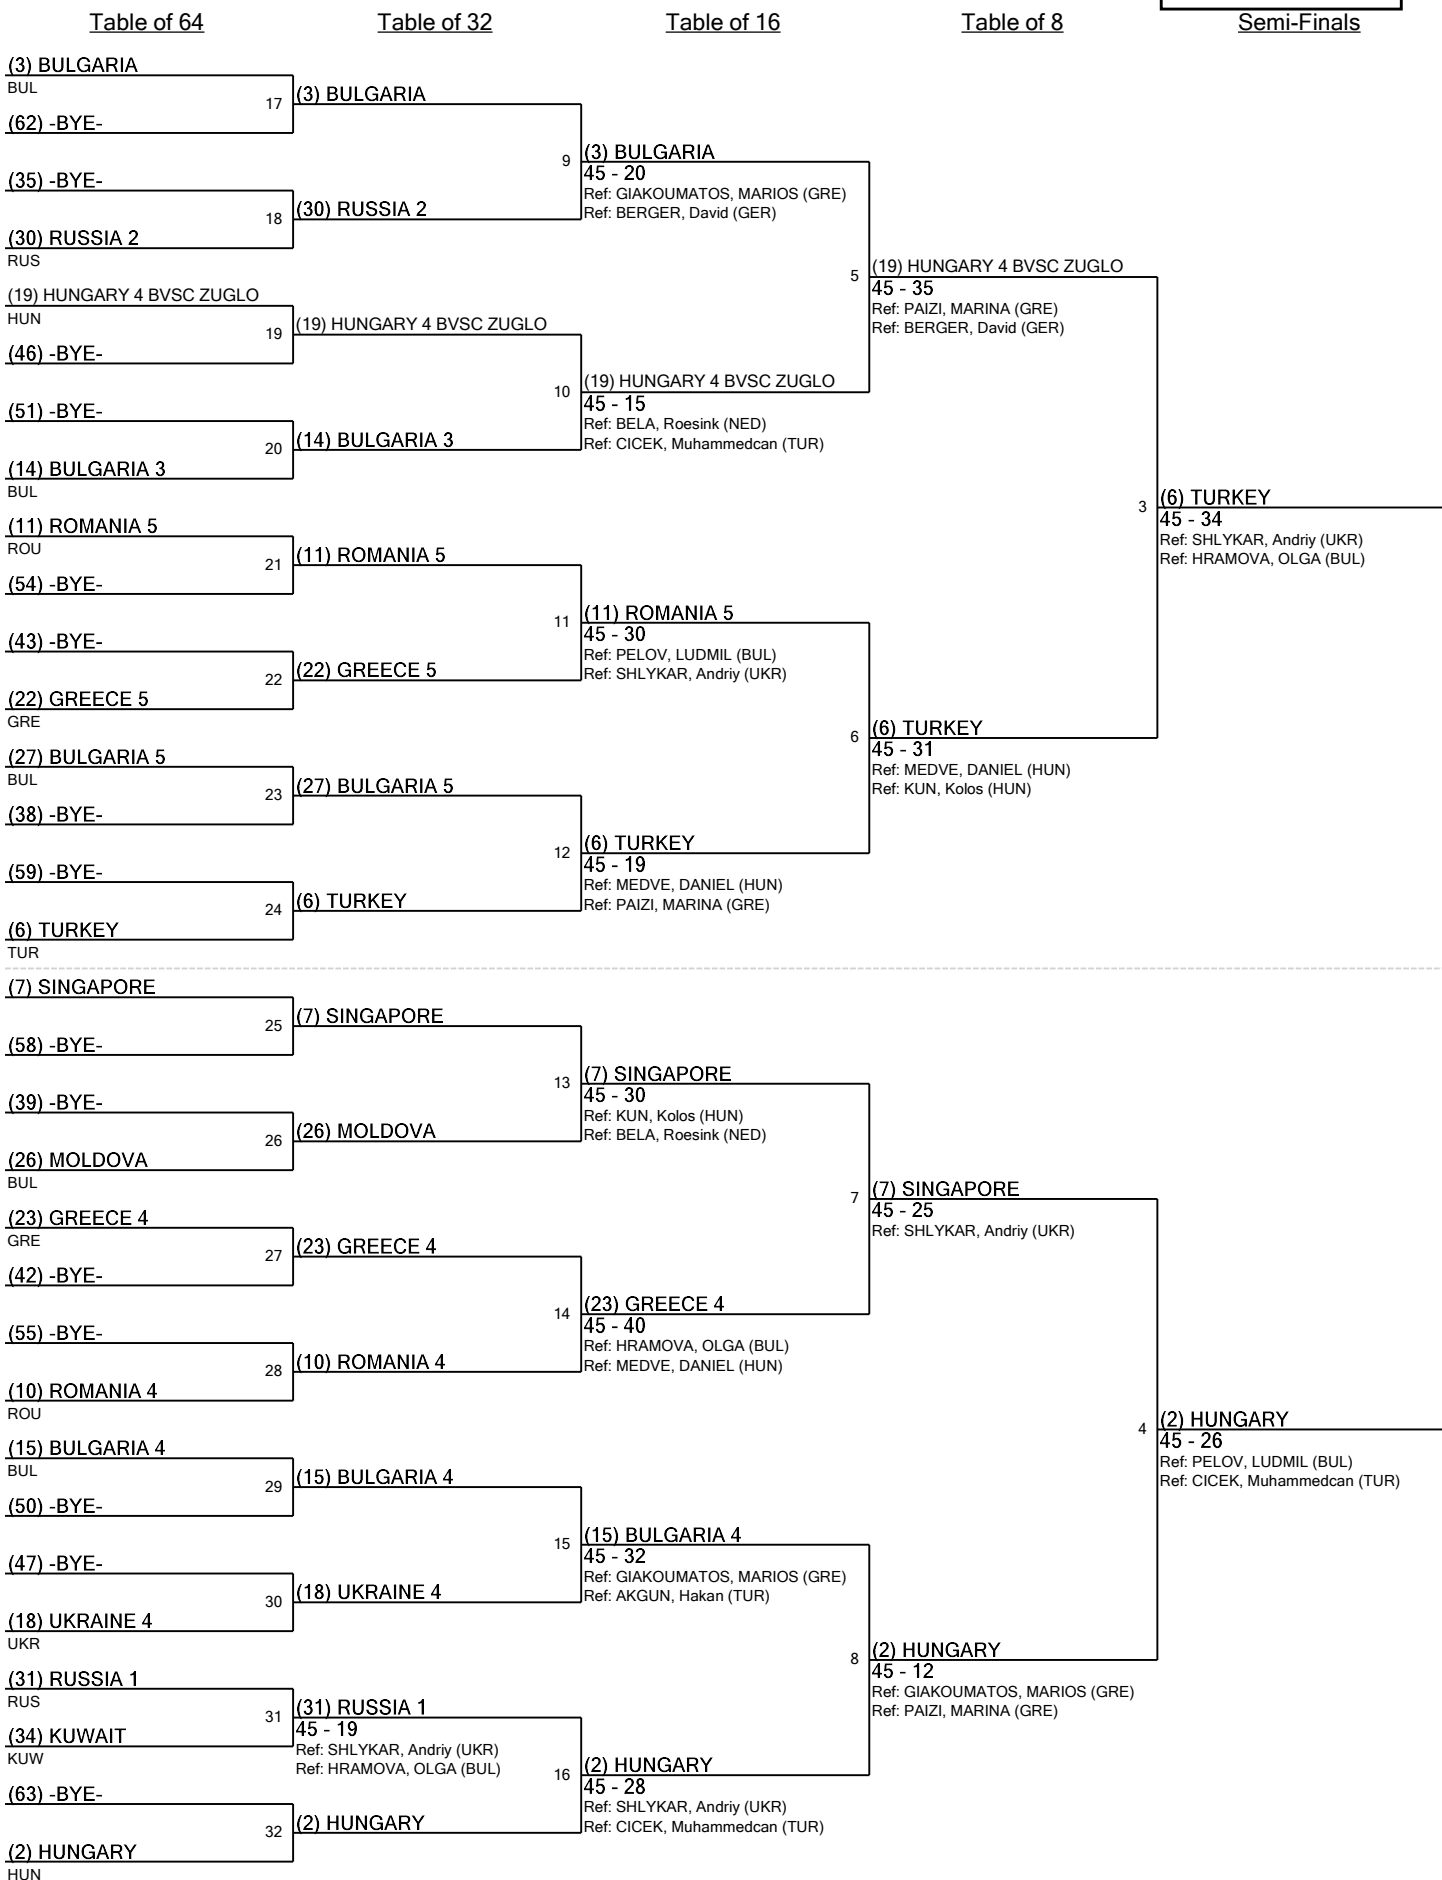 Table of 64
Table of 32
Table of 16
Table of 8
Semi-Finals
(3) BULGARIA
BUL
17
(62) -BYE-
(35) -BYE-
18
(30) RUSSIA 2
RUS
(19) HUNGARY 4 BVSC ZUGLO
HUN
19
(46) -BYE-
(51) -BYE-
20
(14) BULGARIA 3
BUL
(11) ROMANIA 5
ROU
21
(54) -BYE-
(43) -BYE-
22
(22) GREECE 5
GRE
(27) BULGARIA 5
BUL
23
(38) -BYE-
(59) -BYE-
24
(6) TURKEY
TUR
(7) SINGAPORE
25
(58) -BYE-
(39) -BYE-
26
(26) MOLDOVA
BUL
(23) GREECE 4
GRE
27
(42) -BYE-
(55) -BYE-
28
(10) ROMANIA 4
ROU
(15) BULGARIA 4
BUL
29
(50) -BYE-
(47) -BYE-
30
(18) UKRAINE 4
UKR
(31) RUSSIA 1
RUS
31
(34) KUWAIT
KUW
(63) -BYE-
32
(2) HUNGARY
HUN
(3) BULGARIA
9
(30) RUSSIA 2
(19) HUNGARY 4 BVSC ZUGLO
10
(14) BULGARIA 3
(11) ROMANIA 5
11
(22) GREECE 5
(27) BULGARIA 5
12
(6) TURKEY
(7) SINGAPORE
13
(26) MOLDOVA
(23) GREECE 4
14
(10) ROMANIA 4
(15) BULGARIA 4
15
(18) UKRAINE 4
(31) RUSSIA 1
45 - 19
Ref: SHLYKAR, Andriy (UKR)
Ref: HRAMOVA, OLGA (BUL)
16
(2) HUNGARY
(3) BULGARIA
45 - 20
Ref: GIAKOUMATOS, MARIOS (GRE)
Ref: BERGER, David (GER)
5
(19) HUNGARY 4 BVSC ZUGLO
45 - 15
Ref: BELA, Roesink (NED)
Ref: CICEK, Muhammedcan (TUR)
(11) ROMANIA 5
45 - 30
Ref: PELOV, LUDMIL (BUL)
Ref: SHLYKAR, Andriy (UKR)
6
(6) TURKEY
45 - 19
Ref: MEDVE, DANIEL (HUN)
Ref: PAIZI, MARINA (GRE)
(7) SINGAPORE
45 - 30
Ref: KUN, Kolos (HUN)
Ref: BELA, Roesink (NED)
7
(23) GREECE 4
45 - 40
Ref: HRAMOVA, OLGA (BUL)
Ref: MEDVE, DANIEL (HUN)
(15) BULGARIA 4
45 - 32
Ref: GIAKOUMATOS, MARIOS (GRE)
Ref: AKGUN, Hakan (TUR)
8
(2) HUNGARY
45 - 28
Ref: SHLYKAR, Andriy (UKR)
Ref: CICEK, Muhammedcan (TUR)
(19) HUNGARY 4 BVSC ZUGLO
45 - 35
Ref: PAIZI, MARINA (GRE)
Ref: BERGER, David (GER)
3
(6) TURKEY
45 - 31
Ref: MEDVE, DANIEL (HUN)
Ref: KUN, Kolos (HUN)
(7) SINGAPORE
45 - 25
Ref: SHLYKAR, Andriy (UKR)
4
(2) HUNGARY
45 - 12
Ref: GIAKOUMATOS, MARIOS (GRE)
Ref: PAIZI, MARINA (GRE)
(6) TURKEY
45 - 34
Ref: SHLYKAR, Andriy (UKR)
Ref: HRAMOVA, OLGA (BUL)
(2) HUNGARY
45 - 26
Ref: PELOV, LUDMIL (BUL)
Ref: CICEK, Muhammedcan (TUR)